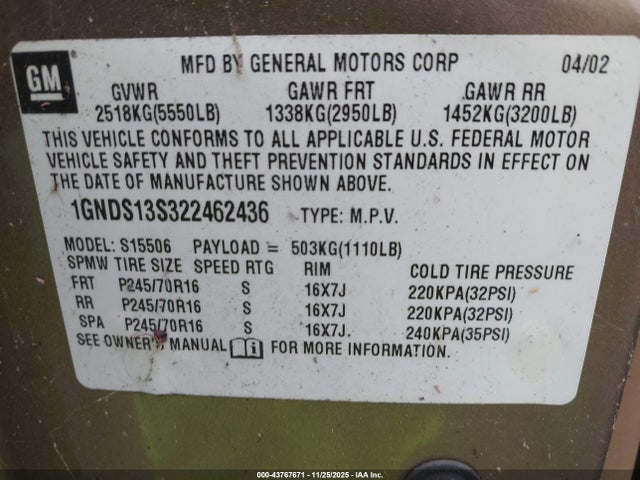 GM
MFD BY GENERAL MOTORS CORP 04/02
GVWR GAWR FRT GAWR RR
2518KG(5550LB) 1338KG(2950LB) 1452KG(3200LB)
THIS VEHICLE CONFORMS TO ALL APPLICABLE U.S. FEDERAL MOTOR
VEHICLE SAFETY AND THEFT PREVENTION STANDARDS IN EFFECT ON
THE DATE OF MANUFACTURE SHOWN ABOVE.
1GNDS13S322462436 TYPE: M.P.V.
MODEL: S15506 PAYLOAD = 503KG(1110LB)
SPMW TIRE SIZE SPEED RTG RIM COLD TIRE PRESSURE
FRT P245/70R16 S 16X7J 220KPA(32PSI)
RR P245/70R16 S 16X7J 220KPA(32PSI)
SPA P245/70R16 S 16X7J. 240KPA(35PSI)
SEE OWNER'S MANUAL FOR MORE INFORMATION.
000-43767671 - 11/25/2025 - IAA Inc.